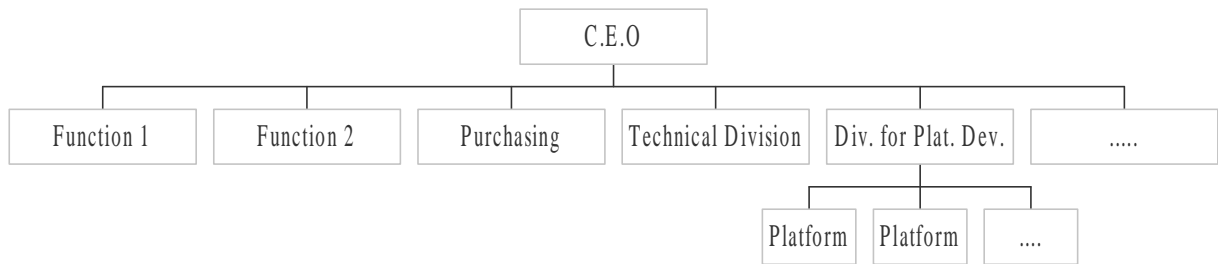 C.E.O
Function 1
Function 2
Purchasing
Technical Division
Div. for Plat. Dev.
.....
Platform
Platform
....